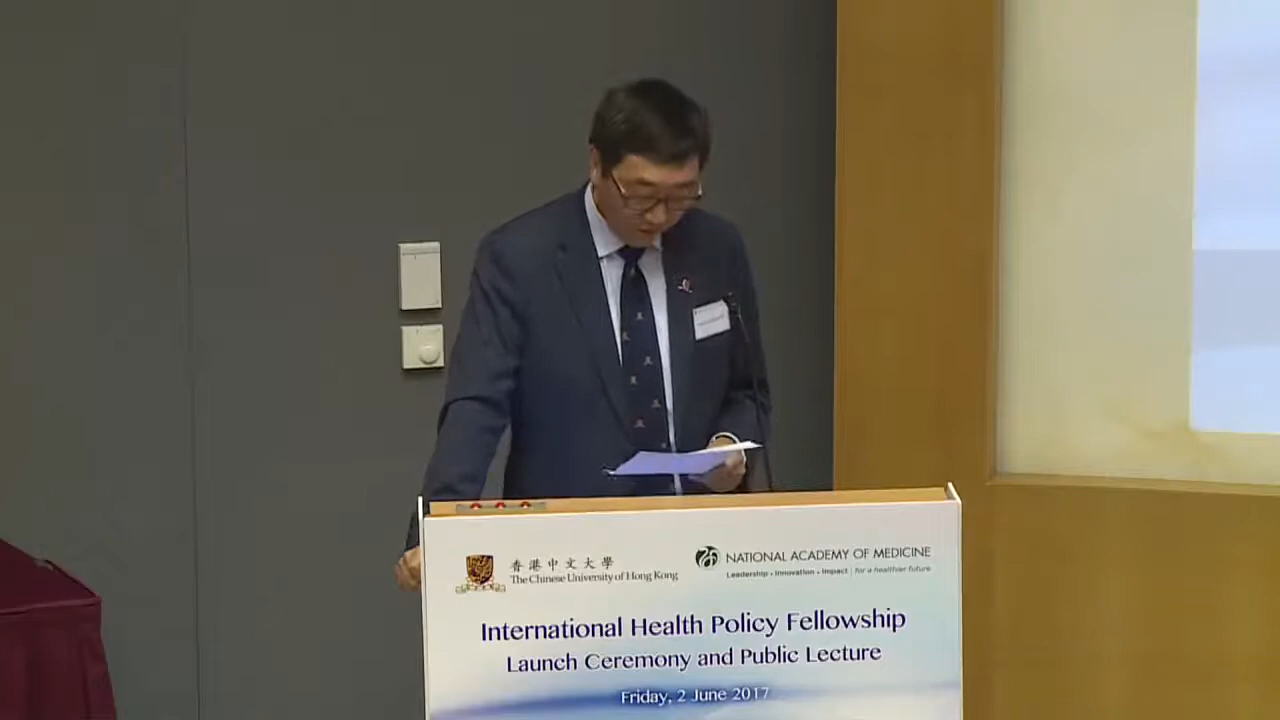 香港中文大學
The Chinese University of Hong Kong
NATIONAL ACADEMY OF MEDICINE
Leadership • Innovation • Impact | for a healthier future
International Health Policy Fellowship
Launch Ceremony and Public Lecture
Friday, 2 June 2017